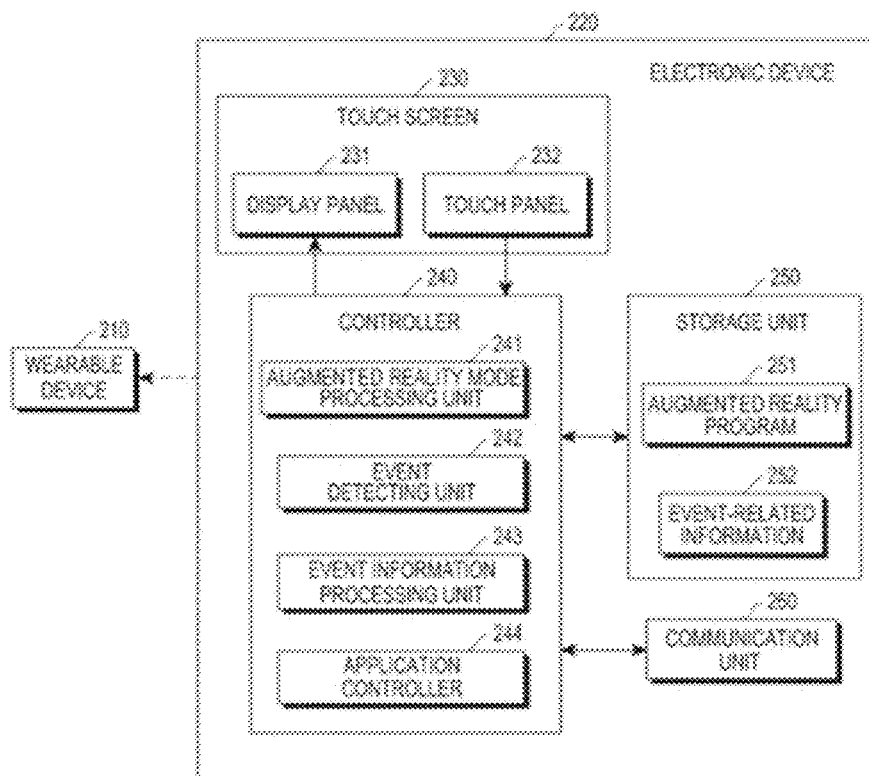 220
ELECTRONIC DEVICE
230
TOUCH SCREEN
231
DISPLAY PANEL
232
TOUCH PANEL
240
CONTROLLER
241
AUGMENTED REALITY MODE
PROCESSING UNIT
242
EVENT
DETECTING UNIT
243
EVENT INFORMATION
PROCESSING UNIT
244
APPLICATION
CONTROLLER
210
WEARABLE
DEVICE
250
STORAGE UNIT
251
AUGMENTED REALITY
PROGRAM
252
EVENT-RELATED
INFORMATION
260
COMMUNICATION
UNIT